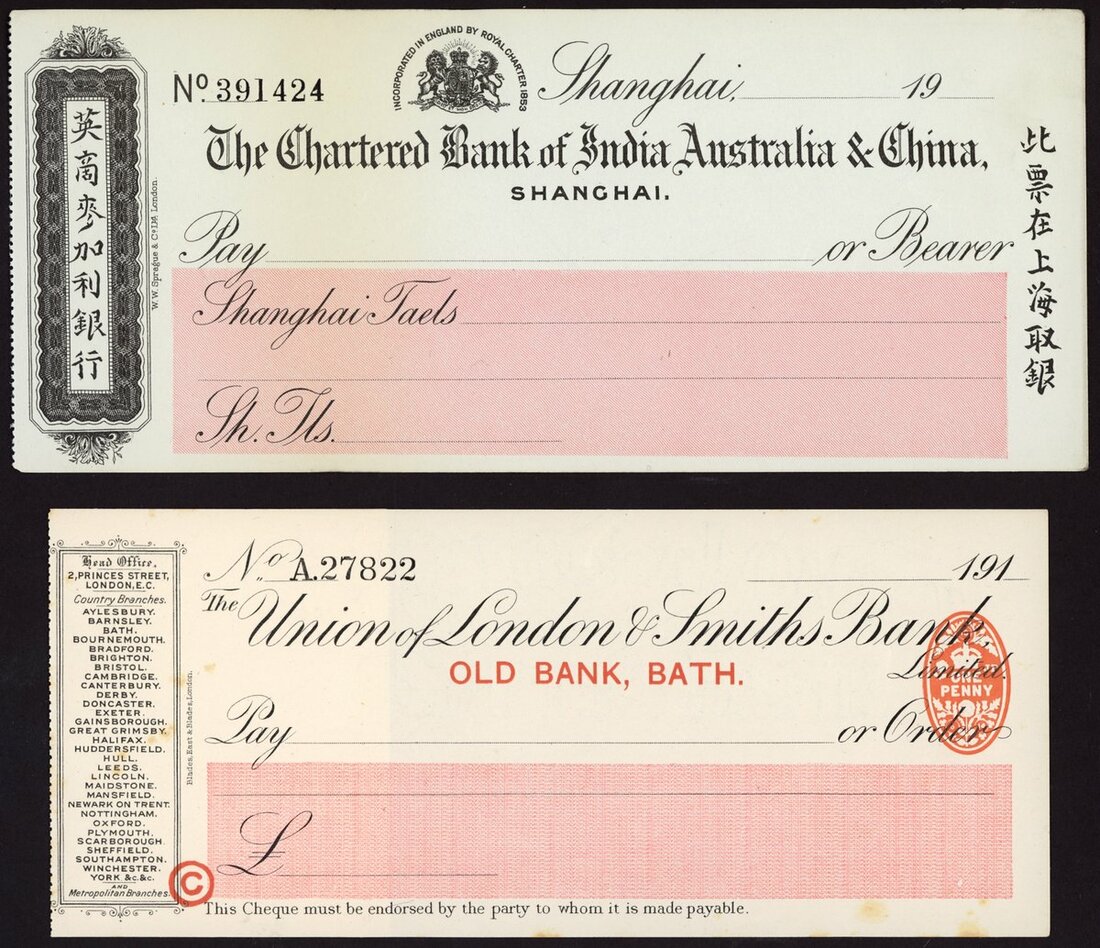 英商麥加利銀行
W. W. Sprague & Co Ltd London.
No. 391424
INCORPORATED IN ENGLAND BY ROYAL CHARTER 1853
Shanghai, 19
The Chartered Bank of India Australia & China,
SHANGHAI.
Pay or Bearer
Shanghai Taels
Sh. Tls.
此票在上海取銀
Head Office,
2, PRINCES STREET,
LONDON, E.C.
Country Branches.
AYLESBURY.
BARNSLEY.
BATH.
BOURNEMOUTH.
BRADFORD.
BRIGHTON.
BRISTOL.
CAMBRIDGE.
CANTERBURY.
DERBY.
DONCASTER.
EXETER.
GAINSBOROUGH.
GREAT GRIMSBY.
HALIFAX.
HUDDERSFIELD.
HULL.
LEEDS.
LINCOLN.
MAIDSTONE.
MANSFIELD.
NEWARK ON TRENT.
NOTTINGHAM.
OXFORD.
PLYMOUTH.
SCARBOROUGH.
SHEFFIELD.
SOUTHAMPTON.
WINCHESTER.
YORK &c. &c.
AND
Metropolitan Branches.
Blades, East & Blades, London.
©
No. A.27822 191
The Union of London & Smiths Bank,
Limited.
OLD BANK, BATH.
PENNY
Pay or Order
£
This Cheque must be endorsed by the party to whom it is made payable.